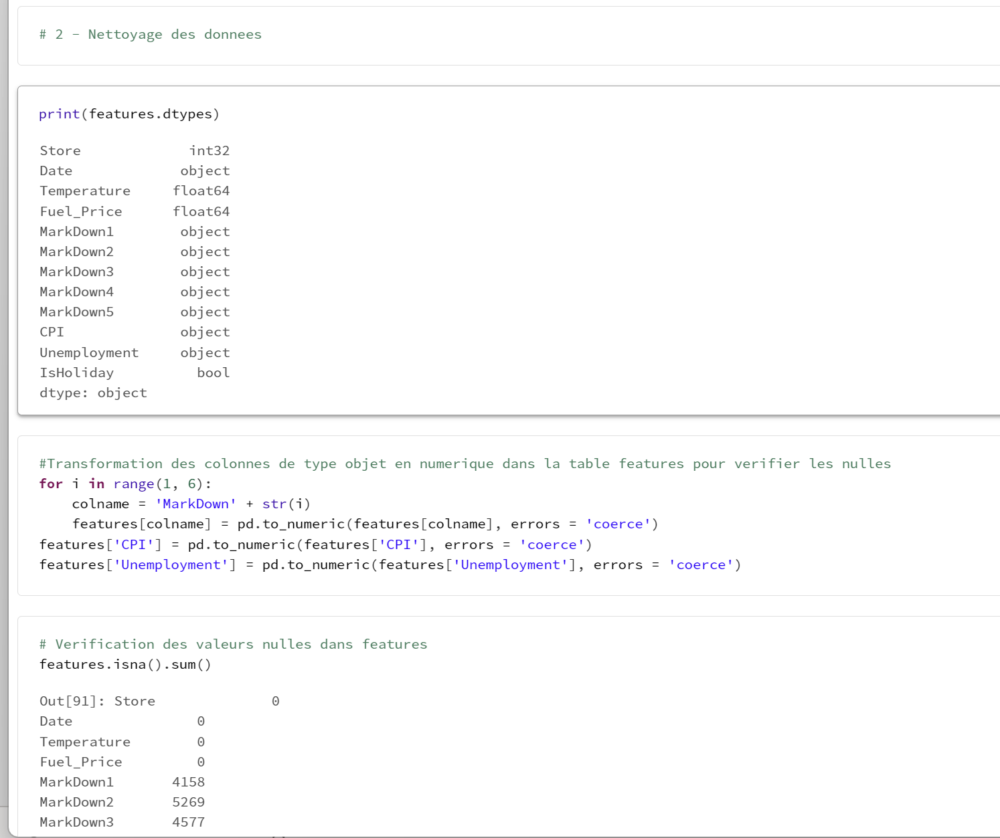 # 2 - Nettoyage des donnees
print(features.dtypes)
Store             int32
Date             object
Temperature     float64
Fuel_Price      float64
MarkDown1        object
MarkDown2        object
MarkDown3        object
MarkDown4        object
MarkDown5        object
CPI              object
Unemployment     object
IsHoliday          bool
dtype: object
#Transformation des colonnes de type objet en numerique dans la table features pour verifier les nulles
for i in range(1, 6):
    colname = 'MarkDown' + str(i)
    features[colname] = pd.to_numeric(features[colname], errors = 'coerce')
features['CPI'] = pd.to_numeric(features['CPI'], errors = 'coerce')
features['Unemployment'] = pd.to_numeric(features['Unemployment'], errors = 'coerce')
# Verification des valeurs nulles dans features
features.isna().sum()
Out[91]: Store              0
Date               0
Temperature        0
Fuel_Price         0
MarkDown1       4158
MarkDown2       5269
MarkDown3       4577